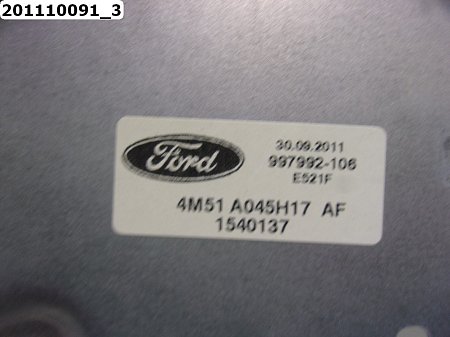 201110091_3
Ford
30.09.2011
997992-106
E521F
4M51 A045H17 AF
1540137